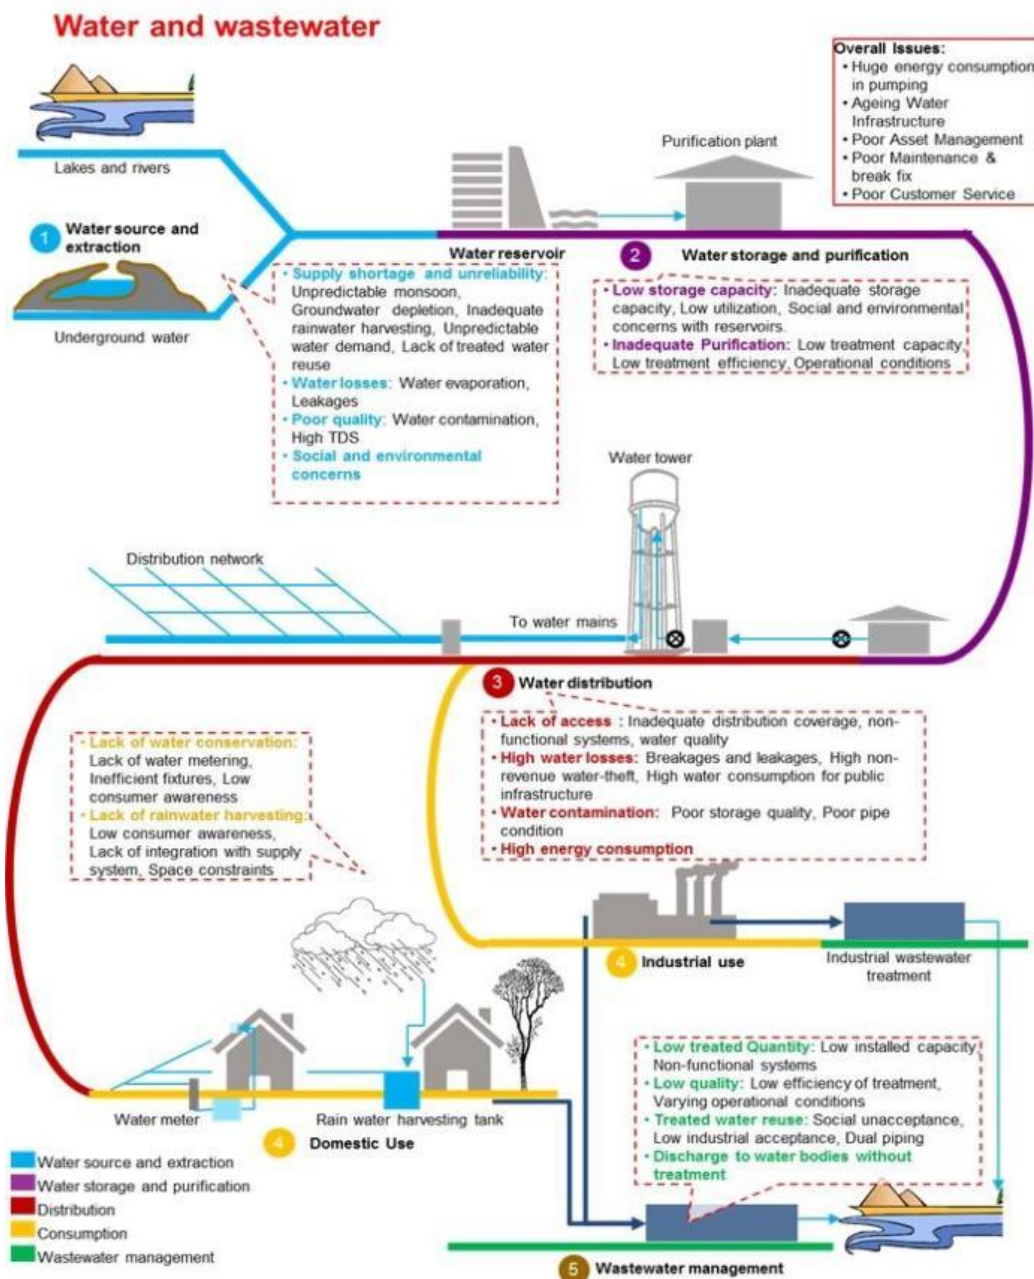 Water and wastewater
Overall Issues:
• Huge energy consumption
in pumping
• Ageing Water
Infrastructure
• Poor Asset Management
• Poor Maintenance &
break fix
• Poor Customer Service
Lakes and rivers
Purification plant
1
Water source and
extraction
Water reservoir
2
Water storage and purification
Underground water
• Supply shortage and unreliability:
Unpredictable monsoon,
Groundwater depletion, Inadequate
rainwater harvesting, Unpredictable
water demand, Lack of treated water
reuse
• Water losses: Water evaporation,
Leakages
• Poor quality: Water contamination,
High TDS
• Social and environmental
concerns
• Low storage capacity: Inadequate storage
capacity, Low utilization, Social and environmental
concerns with reservoirs.
• Inadequate Purification: Low treatment capacity,
Low treatment efficiency, Operational conditions
Water tower
Distribution network
To water mains
3
Water distribution
• Lack of access : Inadequate distribution coverage, non-
functional systems, water quality
• High water losses: Breakages and leakages, High non-
revenue water-theft, High water consumption for public
infrastructure
• Water contamination: Poor storage quality, Poor pipe
condition
• High energy consumption
• Lack of water conservation:
Lack of water metering,
Inefficient fixtures, Low
consumer awareness
• Lack of rainwater harvesting:
Low consumer awareness,
Lack of integration with supply
system, Space constraints
4
Industrial use
Industrial wastewater
treatment
• Low treated Quantity: Low installed capacity,
Non-functional systems
• Low quality: Low efficiency of treatment,
Varying operational conditions
• Treated water reuse: Social unacceptance,
Low industrial acceptance, Dual piping
• Discharge to water bodies without
treatment
Water meter
Rain water harvesting tank
4
Domestic Use
Water source and extraction
Water storage and purification
Distribution
Consumption
Wastewater management
5
Wastewater management